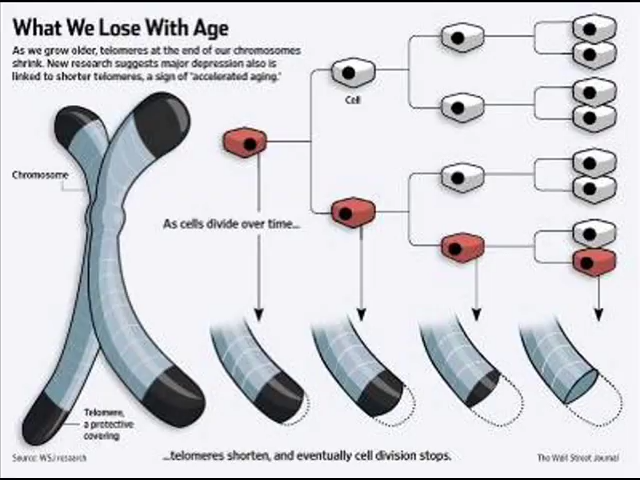 What We Lose With Age
As we grow older, telomeres at the end of our chromosomes
shrink. New research suggests major depression also is
linked to shorter telomeres, a sign of "accelerated aging."
Cell
Chromosome
As cells divide over time...
Telomere,
a protective
covering
Source: WSJ research
...telomeres shorten, and eventually cell division stops.
The Wall Street Journal